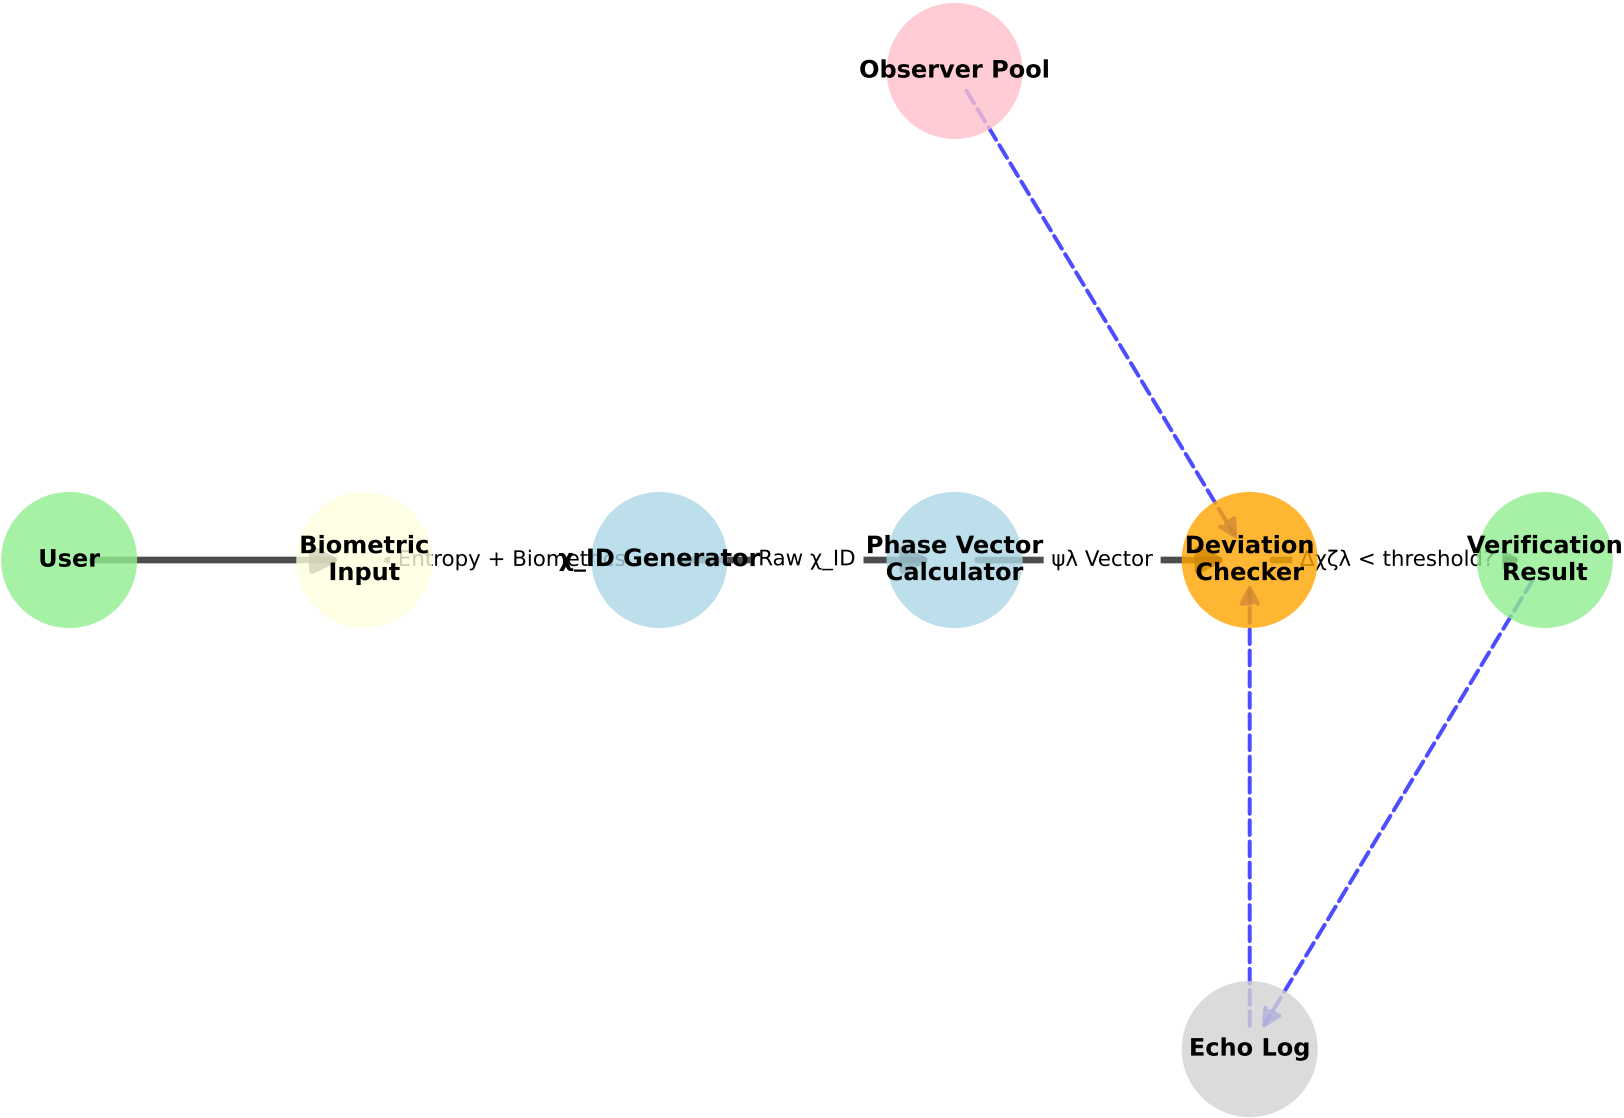 Observer Pool
User
Biometric
Input
Entropy + Biometrics
χ_ID Generator
Raw χ_ID
Phase Vector
Calculator
ψλ Vector
Deviation
Checker
Δχζλ < threshold?
Verification
Result
Echo Log